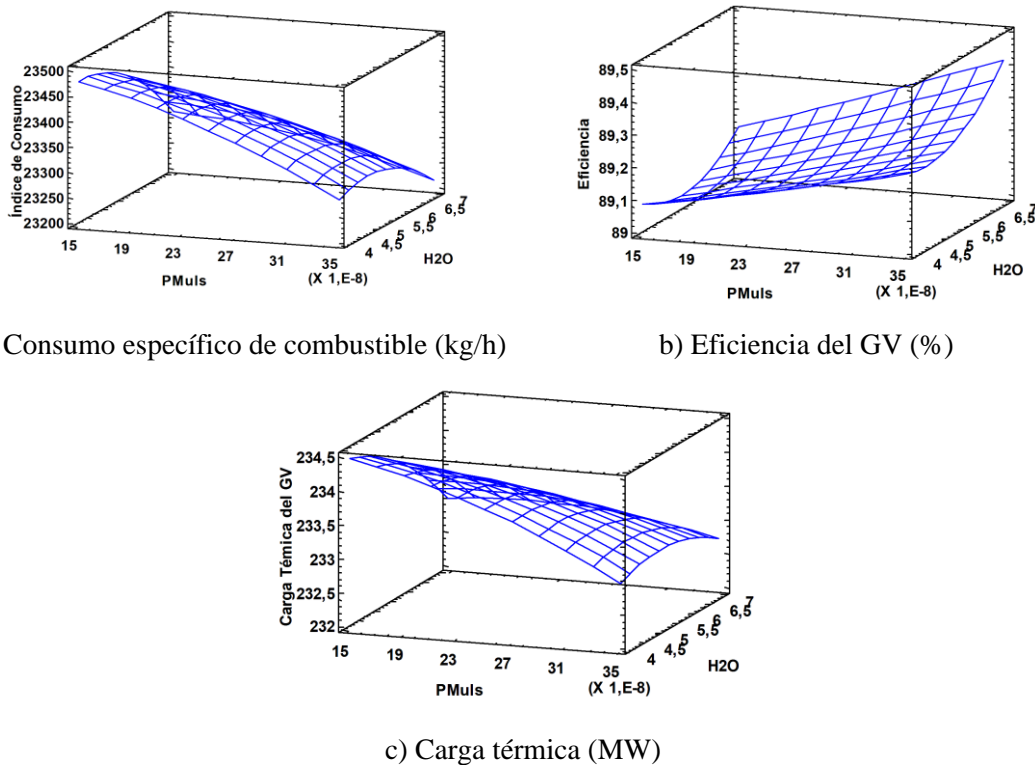 Índice de Consumo
23500
23450
23400
23350
23300
23250
23200
15 19 23 27 31 35
(X 1,E-8)
PMuls
4 4,5 5 5,5 6 6,5 7
H2O
Eficiencia
89,5
89,4
89,3
89,2
89,1
89
15 19 23 27 31 35
(X 1,E-8)
PMuls
4 4,5 5 5,5 6 6,5 7
H2O
Consumo específico de combustible (kg/h)
b) Eficiencia del GV (%)
Carga Témica del GV
234,5
234
233,5
233
232,5
232
15 19 23 27 31 35
(X 1,E-8)
PMuls
4 4,5 5 5,5 6 6,5 7
H2O
c) Carga térmica (MW)